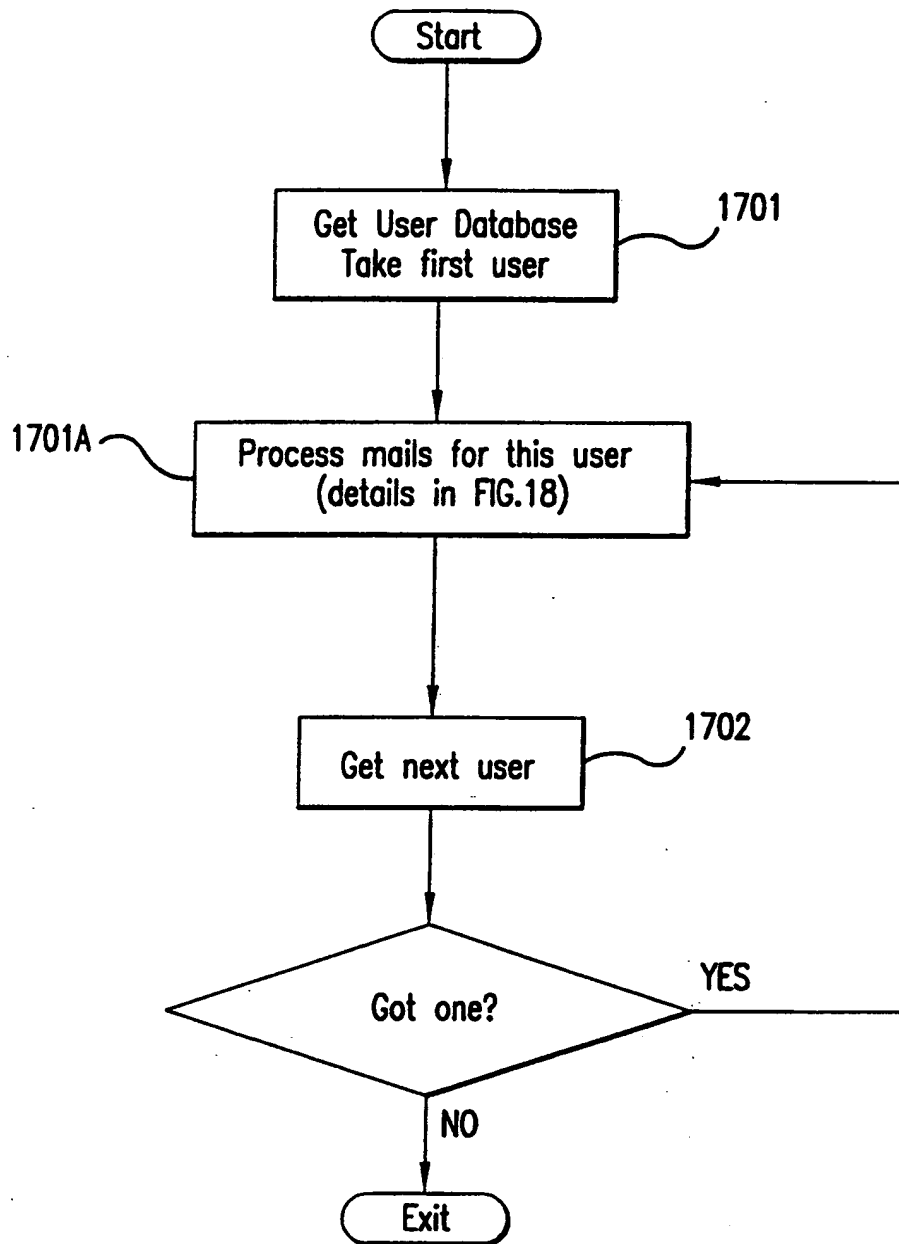 Start
Get User Database
Take first user
1701
1701A
Process mails for this user
(details in FIG.18)
1702
Get next user
Got one?
YES
NO
Exit